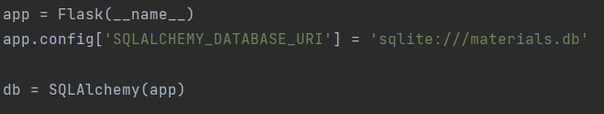 app = Flask(__name__)
app.config['SQLALCHEMY_DATABASE_URI'] = 'sqlite:///materials.db'
db = SQLAlchemy(app)